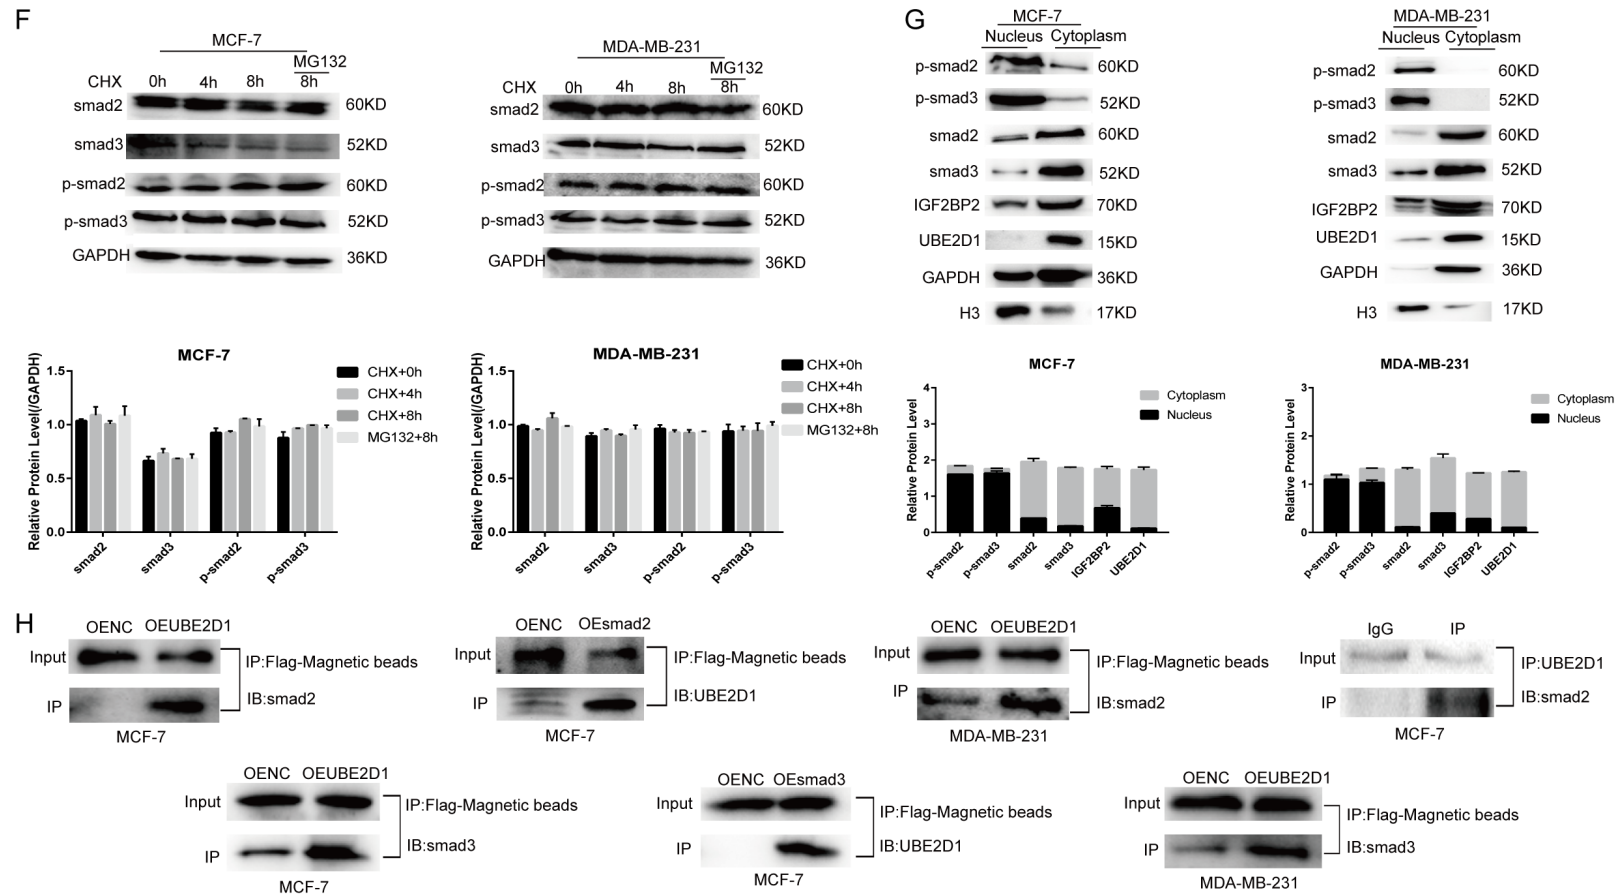 F
MCF-7
MG132
CHX 0h 4h 8h 8h
smad2 60KD
smad3 52KD
p-smad2 60KD
p-smad3 52KD
GAPDH 36KD
MDA-MB-231
MG132
CHX 0h 4h 8h 8h
smad2 60KD
smad3 52KD
p-smad2 60KD
p-smad3 52KD
GAPDH 36KD
MCF-7
Relative Protein Level(/GAPDH)
1.5
1.0
0.5
0.0
smad2 smad3 p-smad2 p-smad3
CHX+0h
CHX+4h
CHX+8h
MG132+8h
MDA-MB-231
Relative Protein Level(/GAPDH)
1.5
1.0
0.5
0.0
smad2 smad3 p-smad2 p-smad3
CHX+0h
CHX+4h
CHX+8h
MG132+8h
G
MCF-7
Nucleus Cytoplasm
p-smad2 60KD
p-smad3 52KD
smad2 60KD
smad3 52KD
IGF2BP2 70KD
UBE2D1 15KD
GAPDH 36KD
H3 17KD
MDA-MB-231
Nucleus Cytoplasm
p-smad2 60KD
p-smad3 52KD
smad2 60KD
smad3 52KD
IGF2BP2 70KD
UBE2D1 15KD
GAPDH 36KD
H3 17KD
MCF-7
Relative Protein Level
4
3
2
1
0
p-smad2 p-smad3 smad2 smad3 IGF2BP2 UBE2D1
Cytoplasm
Nucleus
MDA-MB-231
Relative Protein Level
3
2
1
0
p-smad2 p-smad3 smad2 smad3 IGF2BP2 UBE2D1
Cytoplasm
Nucleus
H
OENC OEUBE2D1
Input
IP:Flag-Magnetic beads
IB:smad2
IP
MCF-7
OENC OEsmad2
Input
IP:Flag-Magnetic beads
IB:UBE2D1
IP
MCF-7
OENC OEUBE2D1
Input
IP:Flag-Magnetic beads
IP
IB:smad2
MDA-MB-231
IgG IP
Input
IP:UBE2D1
IB:smad2
IP
MCF-7
OENC OEUBE2D1
Input
IP:Flag-Magnetic beads
IB:smad3
IP
MCF-7
OENC OEsmad3
Input
IP:Flag-Magnetic beads
IP
IB:UBE2D1
MCF-7
OENC OEUBE2D1
Input
IP:Flag-Magnetic beads
IB:smad3
IP
MDA-MB-231